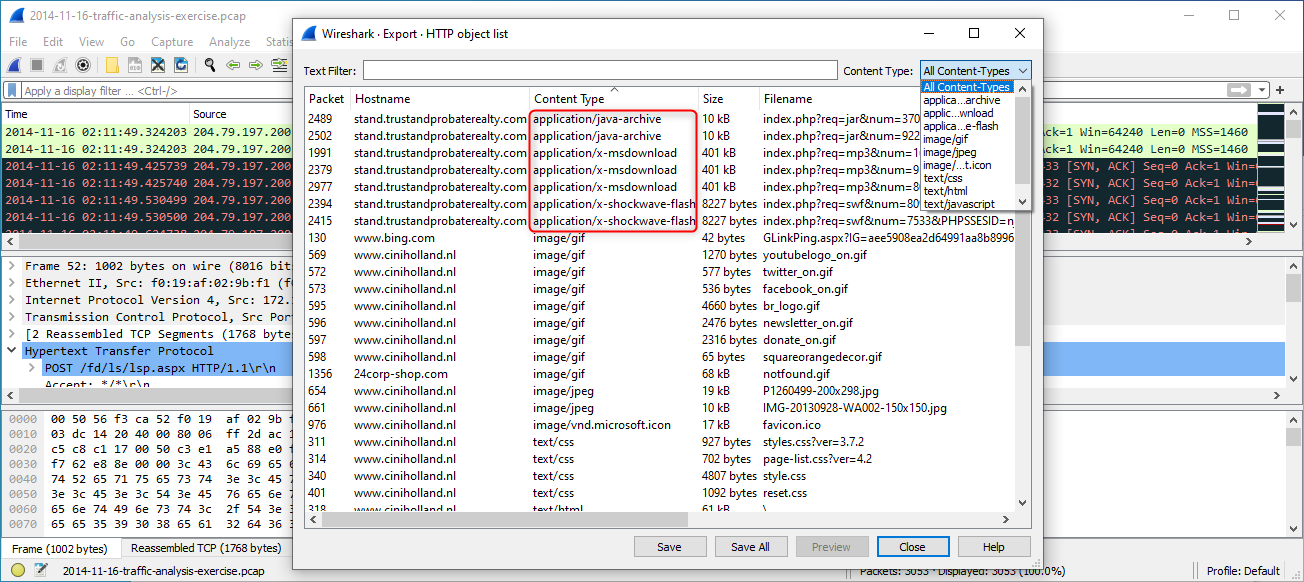 2014-11-16-traffic-analysis-exercise.pcap
File Edit View Go Capture Analyze Statis
Apply a display filter ... <Ctrl-/>
Time Source
2014-11-16 02:11:49.324203 204.79.197.200
2014-11-16 02:11:49.324203 204.79.197.200
2014-11-16 02:11:49.425739 204.79.197.200
2014-11-16 02:11:49.425740 204.79.197.200
2014-11-16 02:11:49.530499 204.79.197.200
2014-11-16 02:11:49.530500 204.79.197.200
Ack=1 Win=64240 Len=0 MSS=1460
Ack=1 Win=64240 Len=0 MSS=1460
[SYN, ACK] Seq=0 Ack=1 Win=
[SYN, ACK] Seq=0 Ack=1 Win=
[SYN, ACK] Seq=0 Ack=1 Win=
[SYN, ACK] Seq=0 Ack=1 Win=
Frame 52: 1002 bytes on wire (8016 bit
Ethernet II, Src: f0:19:af:02:9b:f1 (f
Internet Protocol Version 4, Src: 172.
Transmission Control Protocol, Src Por
[2 Reassembled TCP Segments (1768 byte
Hypertext Transfer Protocol
POST /fd/ls/lsp.aspx HTTP/1.1\r\n
Accept: */*\r\n
0000 00 50 56 f3 ca 52 f0 19 af 02 9b
0010 03 dc 14 20 40 00 80 06 ff 2d ac
0020 c5 c8 c1 17 00 50 c3 e1 a5 88 e0
0030 f7 62 e8 8e 00 00 3c 43 6c 69 65
0040 74 52 65 71 75 65 73 74 3e 3c 45
0050 3e 3c 45 3e 3c 54 3e 45 76 65 6e
0060 65 6e 74 49 6e 73 74 3c 2f 54 3e
0070 65 65 35 39 30 38 65 61 32 64 36
Frame (1002 bytes) Reassembled TCP (1768 bytes)
2014-11-16-traffic-analysis-exercise.pcap
Packets: 3053 · Displayed: 3053 (100.0%) Profile: Default
Wireshark · Export · HTTP object list
Text Filter: Content Type: All Content-Types
All Content-Types
applica...archive
applica...wnload
applica...e-flash
image/gif
image/jpeg
image/...t.icon
text/css
text/html
text/javascript
Packet Hostname Content Type Size Filename
2489 stand.trustandprobaterealty.com application/java-archive 10 kB index.php?req=jar&num=370
2502 stand.trustandprobaterealty.com application/java-archive 10 kB index.php?req=jar&num=922
1991 stand.trustandprobaterealty.com application/x-msdownload 401 kB index.php?req=mp3&num=1
2379 stand.trustandprobaterealty.com application/x-msdownload 401 kB index.php?req=mp3&num=
2977 stand.trustandprobaterealty.com application/x-msdownload 401 kB index.php?req=mp3&num=8
2394 stand.trustandprobaterealty.com application/x-shockwave-flash 8227 bytes index.php?req=swf&num=80
2415 stand.trustandprobaterealty.com application/x-shockwave-flash 8227 bytes index.php?req=swf&num=7533&PHPSSESID=n
130 www.bing.com image/gif 42 bytes GLinkPing.aspx?IG=aee5908ea2d64991aa8b8996
569 www.ciniholland.nl image/gif 1270 bytes youtubelogo_on.gif
572 www.ciniholland.nl image/gif 577 bytes twitter_on.gif
573 www.ciniholland.nl image/gif 536 bytes facebook_on.gif
595 www.ciniholland.nl image/gif 4660 bytes br_logo.gif
596 www.ciniholland.nl image/gif 2476 bytes newsletter_on.gif
597 www.ciniholland.nl image/gif 2316 bytes donate_on.gif
598 www.ciniholland.nl image/gif 65 bytes squareorangedecor.gif
1356 24corp-shop.com image/gif 68 kB notfound.gif
654 www.ciniholland.nl image/jpeg 19 kB P1260499-200x298.jpg
661 www.ciniholland.nl image/jpeg 10 kB IMG-20130928-WA002-150x150.jpg
976 www.ciniholland.nl image/vnd.microsoft.icon 17 kB favicon.ico
311 www.ciniholland.nl text/css 927 bytes styles.css?ver=3.7.2
314 www.ciniholland.nl text/css 702 bytes page-list.css?ver=4.2
340 www.ciniholland.nl text/css 4807 bytes style.css
401 www.ciniholland.nl text/css 1092 bytes reset.css
318 www.ciniholland.nl text/html 61 kB \
Save Save All Preview Close Help